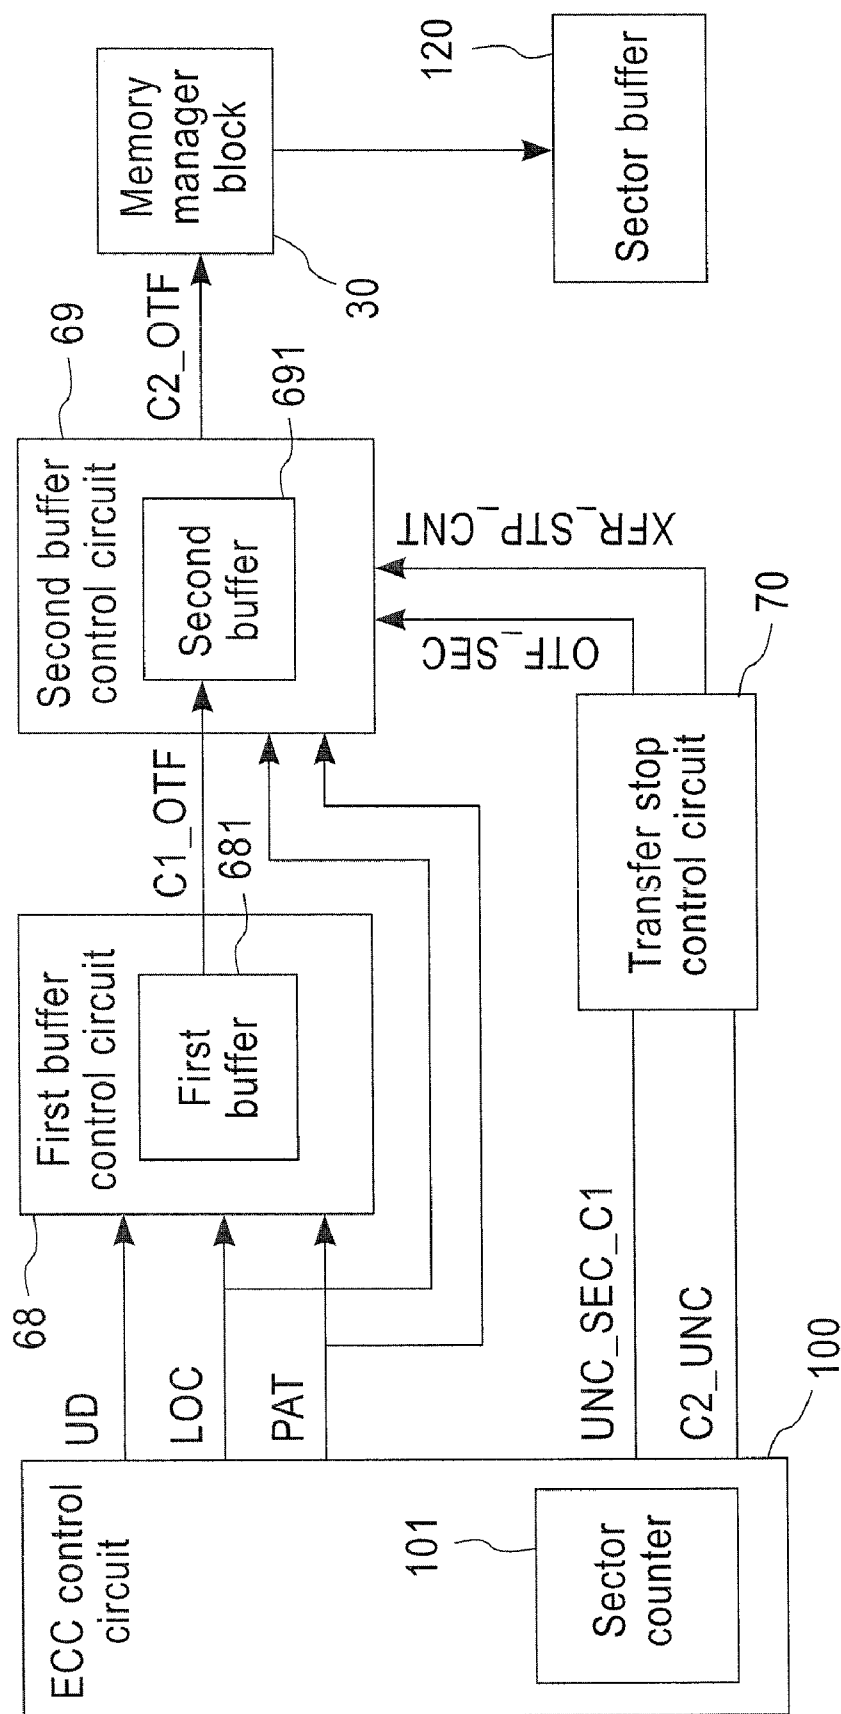 ECC control
circuit
101
Sector
counter
100
UD
LOC
PAT
UNC_SEC_C1
C2_UNC
68
First buffer
control circuit
First
buffer
681
C1_OTF
Second buffer
control circuit
69
Second
buffer
691
C2_OTF
OTF_SEC
XFR_STP_CNT
Transfer stop
control circuit
70
Memory
manager
block
30
Sector buffer
120